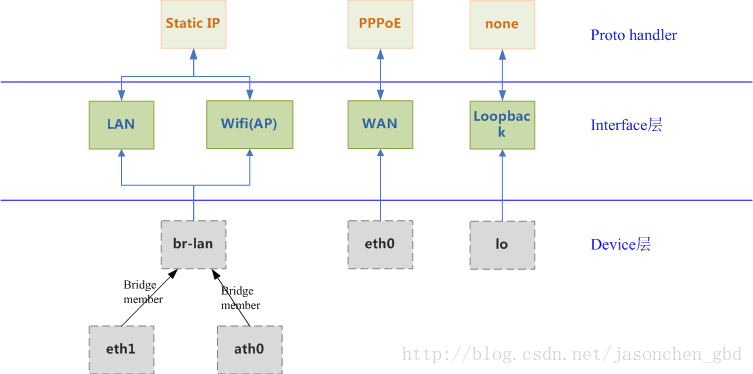 Static IP
PPPoE
none
Proto handler
LAN
Wifi(AP)
WAN
Loopbac
k
Interface层
br-lan
eth0
lo
Device层
Bridge
member
Bridge
member
eth1
ath0
http://blog.csdn.net/jasonchen_gbd